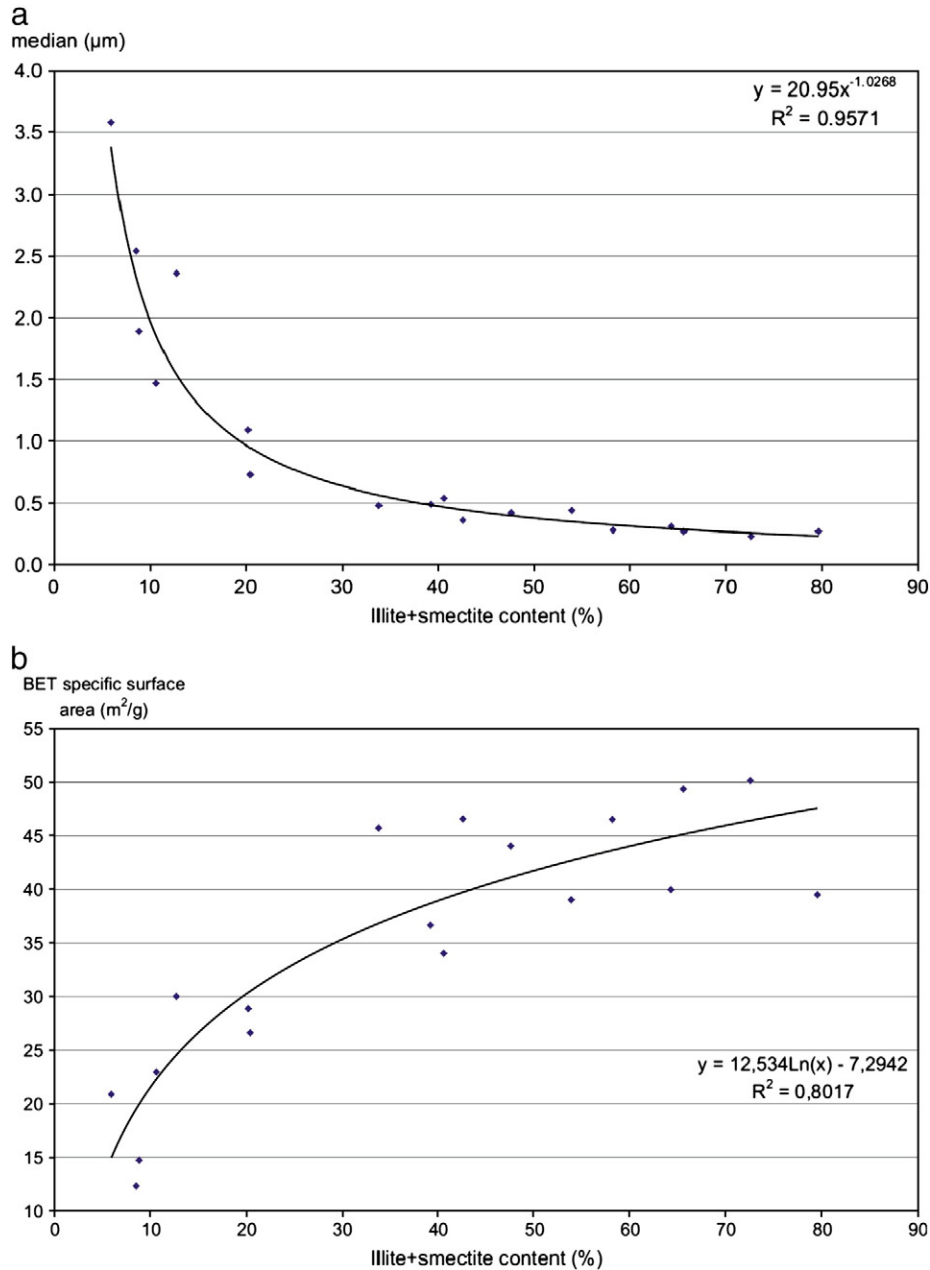 a
median (µm)
4.0
y = 20.95x^-1.0268
R² = 0.9571
3.5
3.0
2.5
2.0
1.5
1.0
0.5
0.0
0 10 20 30 40 50 60 70 80 90
Illite+smectite content (%)
b
BET specific surface
area (m²/g)
55
50
45
40
35
30
25
y = 12,534Ln(x) - 7,2942
R² = 0,8017
20
15
10
0 10 20 30 40 50 60 70 80 90
Illite+smectite content (%)